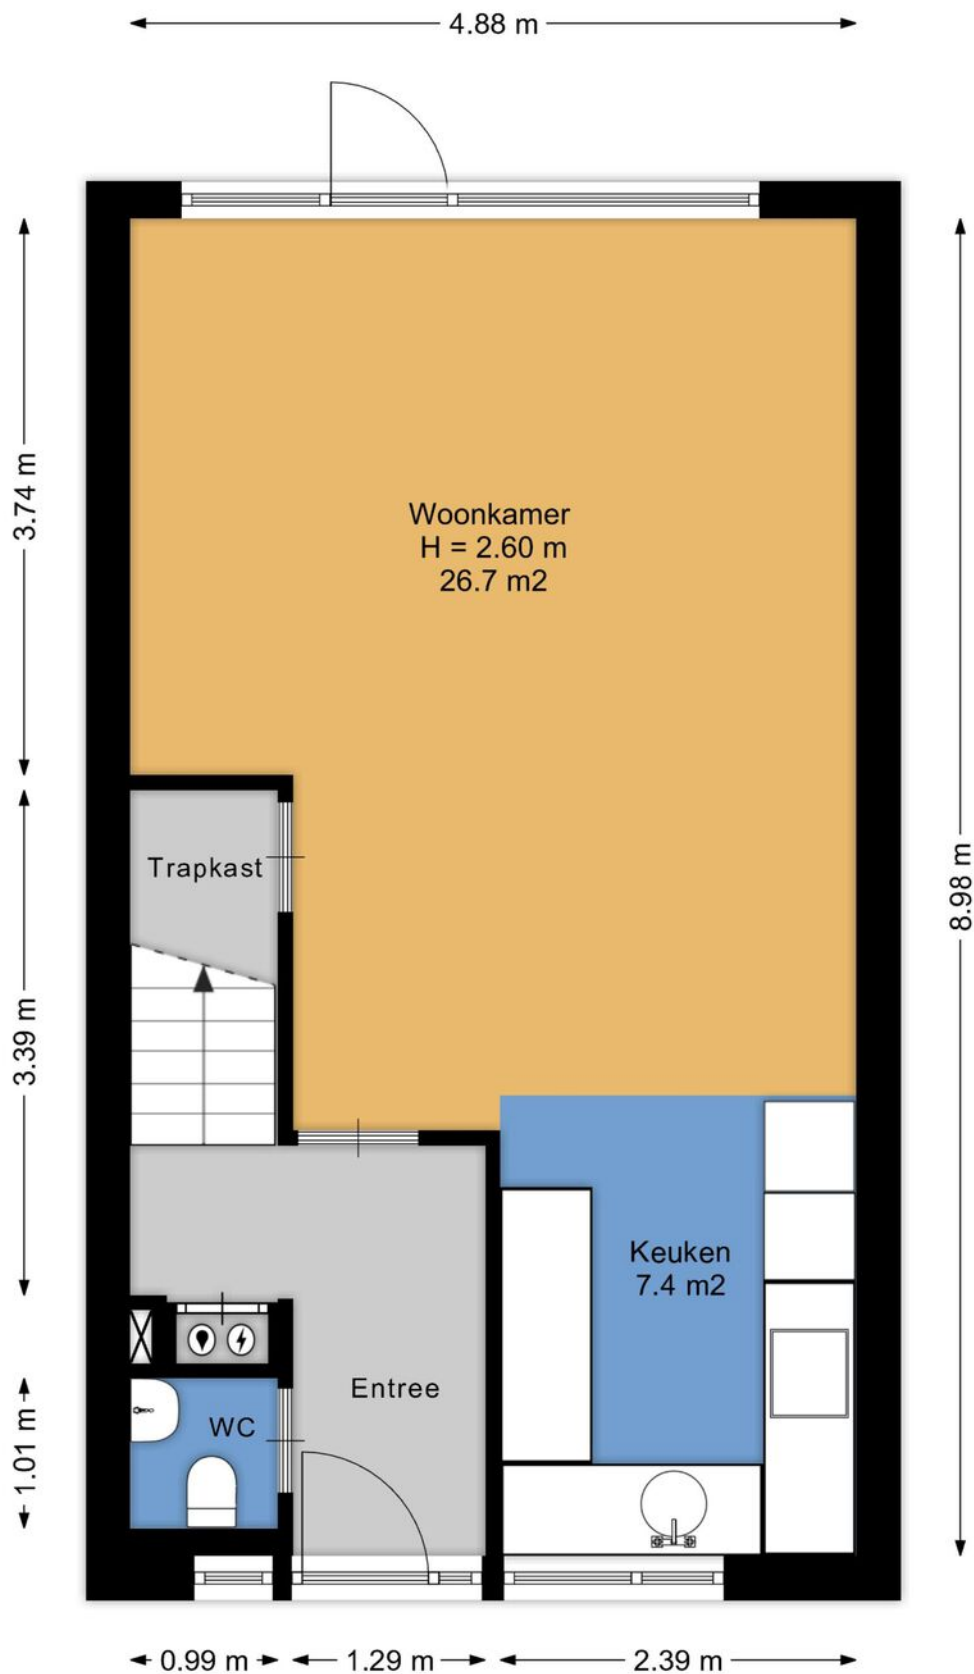 4.88 m
3.74 m
Woonkamer
H = 2.60 m
26.7 m2
Trapkast
8.98 m
3.39 m
Keuken
7.4 m2
Entree
WC
1.01 m
0.99 m
1.29 m
2.39 m